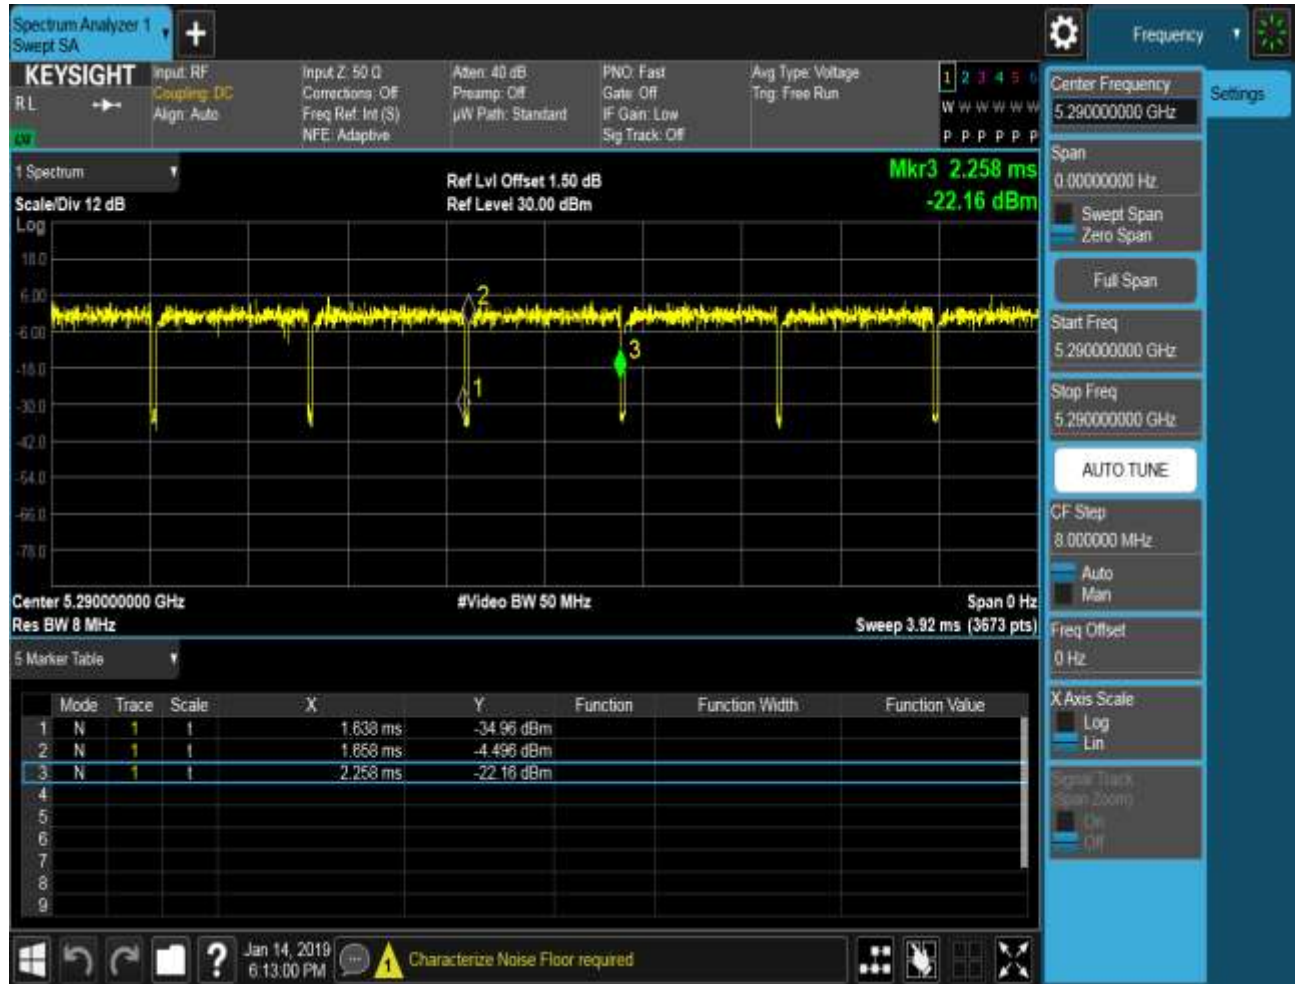 Spectrum Analyzer 1
Swept SA
+
Frequency
KEYSIGHT
RL
Input: RF
Coupling: DC
Align: Auto
Input Z: 50 Ω
Corrections: Off
Freq Ref: Int (S)
NFE: Adaptive
Atten: 40 dB
Preamp: Off
µW Path: Standard
PNO: Fast
Gate: Off
IF Gain: Low
Sig Track: Off
Avg Type: Voltage
Trig: Free Run
1 2 3 4 5 6
W W W W W W
P P P P P P
1 Spectrum
Scale/Div 12 dB
Ref Lvl Offset 1.50 dB
Ref Level 30.00 dBm
Mkr3 2.258 ms
-22.16 dBm
Log
18.0
6.00
-6.00
-18.0
-30.0
-42.0
-54.0
-66.0
-78.0
2
3
1
Center 5.290000000 GHz
#Video BW 50 MHz
Span 0 Hz
Res BW 8 MHz
Sweep 3.92 ms (3673 pts)
5 Marker Table
Mode Trace Scale X Y Function Function Width Function Value
1 N 1 t 1.638 ms -34.96 dBm
2 N 1 t 1.658 ms -4.496 dBm
3 N 1 t 2.258 ms -22.16 dBm
4
5
6
7
8
9
?
Jan 14, 2019
6:13:00 PM
1
Characterize Noise Floor required
Center Frequency
5.290000000 GHz
Settings
Span
0.00000000 Hz
Swept Span
Zero Span
Full Span
Start Freq
5.290000000 GHz
Stop Freq
5.290000000 GHz
AUTO TUNE
CF Step
8.000000 MHz
Auto
Man
Freq Offset
0 Hz
X Axis Scale
Log
Lin
Signal Track
(Span Zoom)
On
Off